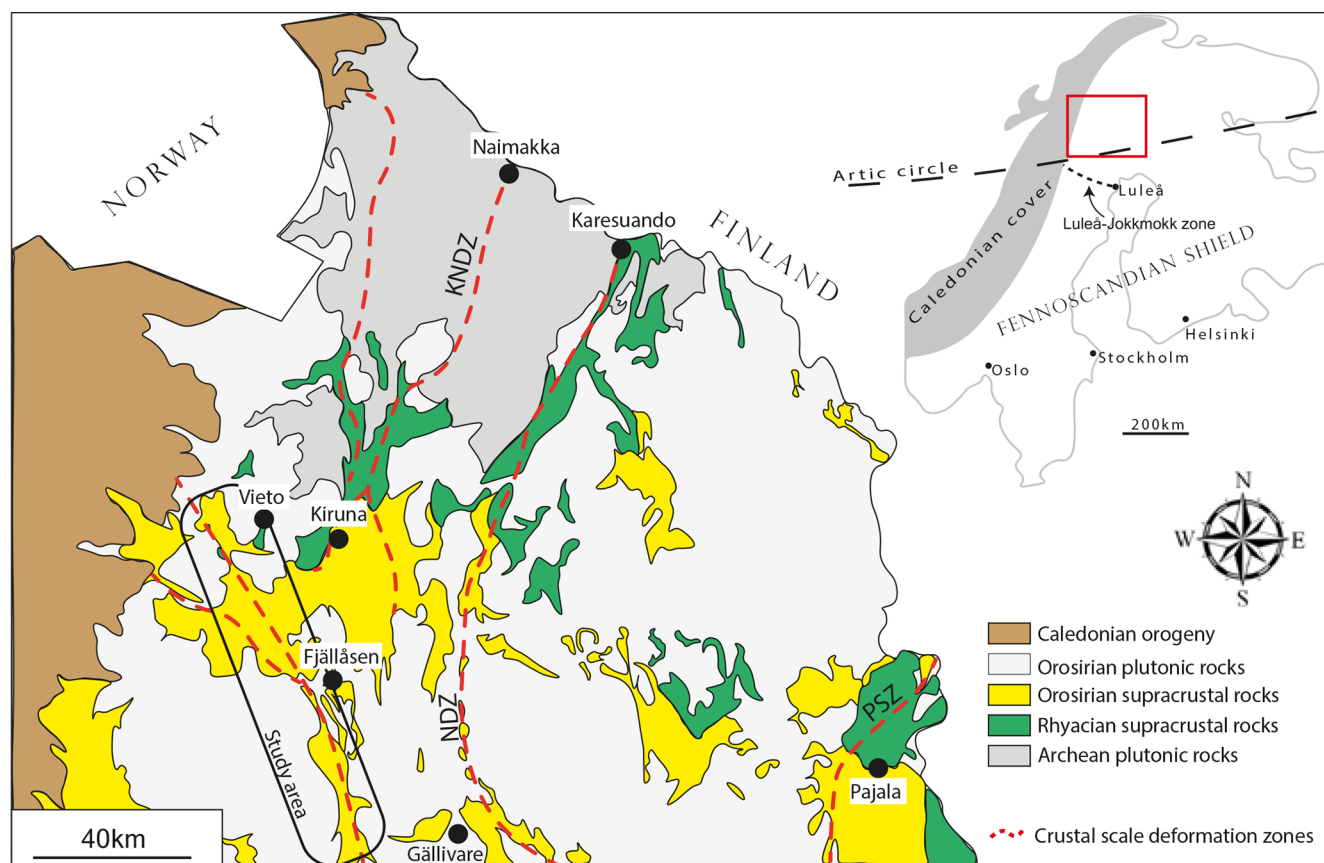 NORWAY
Naimakka
Karesuando
KNDZ
FINLAND
Vieto
Kiruna
Fjällåsen
NDZ
Study area
PSZ
Pajala
Gällivare
40km
Artic circle
Luleå
Luleå-Jokkmokk zone
Caledonian cover
FENNOSCANDIAN SHIELD
Helsinki
Stockholm
Oslo
200km
N
W
E
S
Caledonian orogeny
Orosirian plutonic rocks
Orosirian supracrustal rocks
Rhyacian supracrustal rocks
Archean plutonic rocks
Crustal scale deformation zones